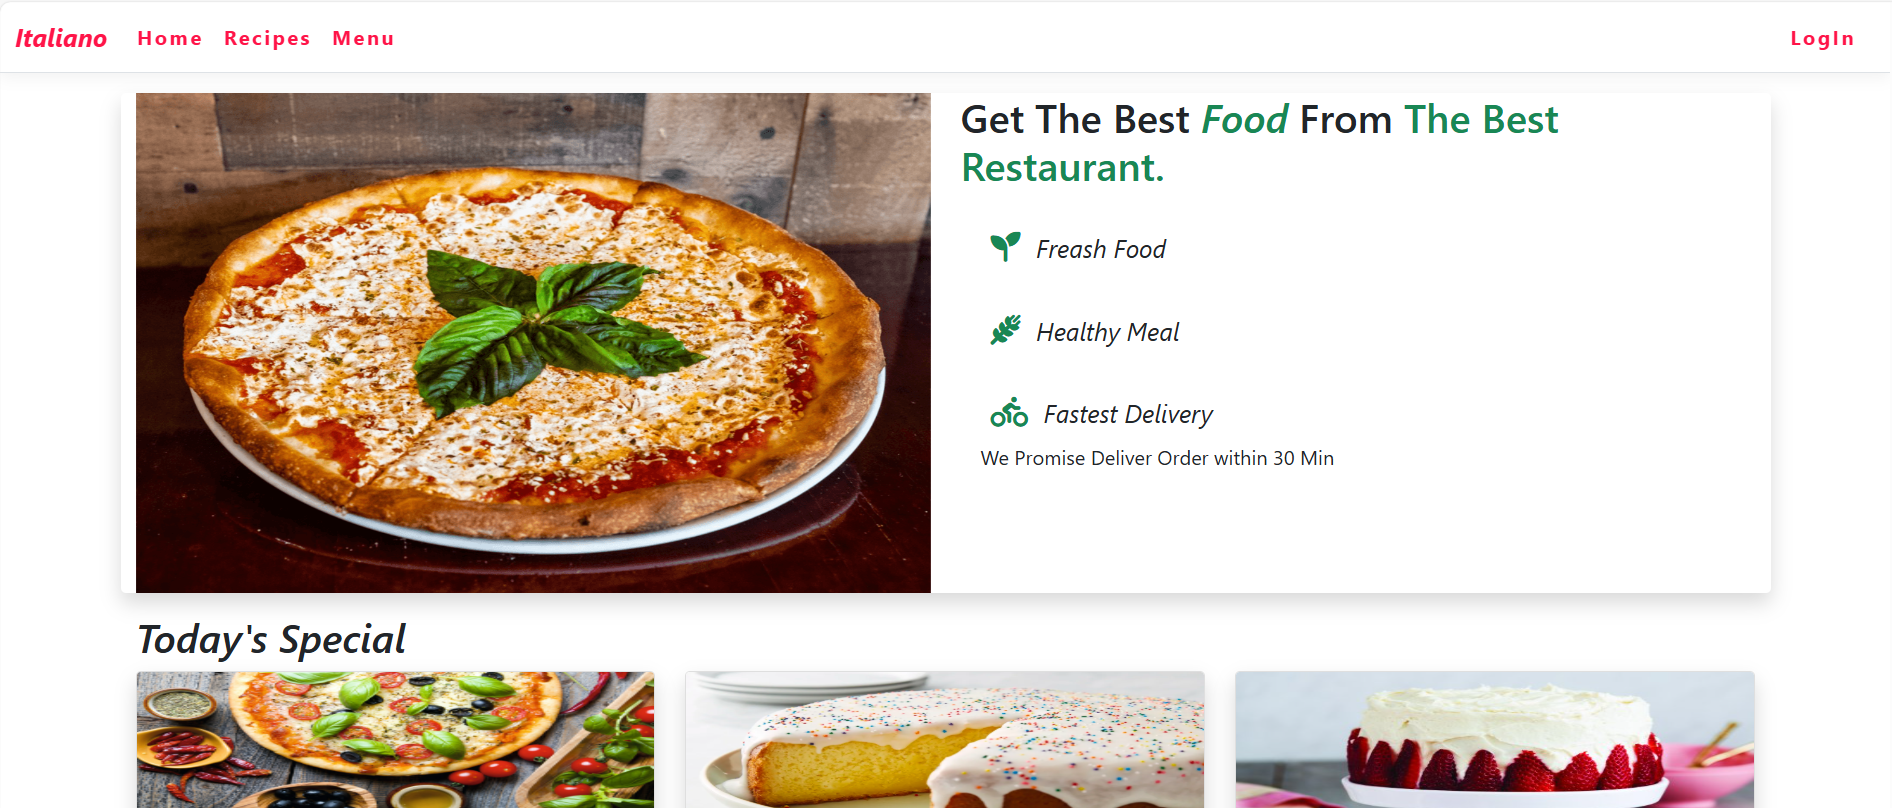 Italiano Home Recipes Menu LogIn
Get The Best Food From The Best
Restaurant.
Freash Food
Healthy Meal
Fastest Delivery
We Promise Deliver Order within 30 Min
Today's Special